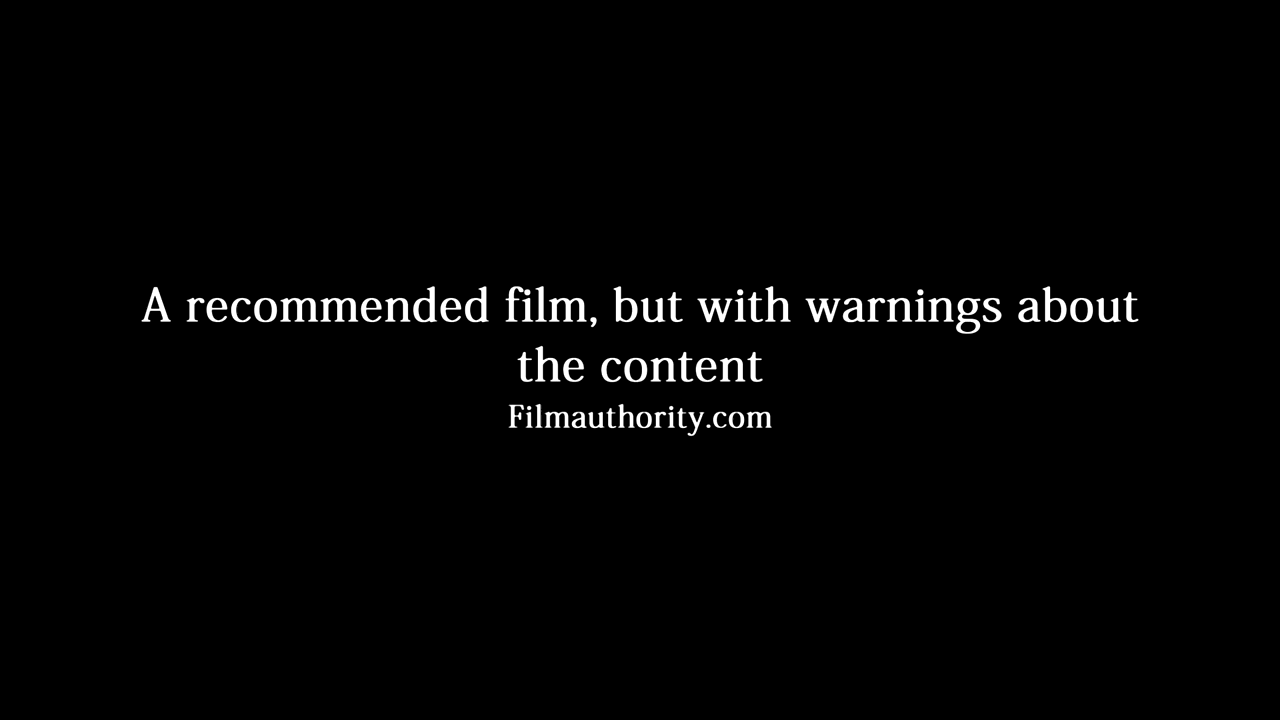 A recommended film, but with warnings about
the content
Filmauthority.com